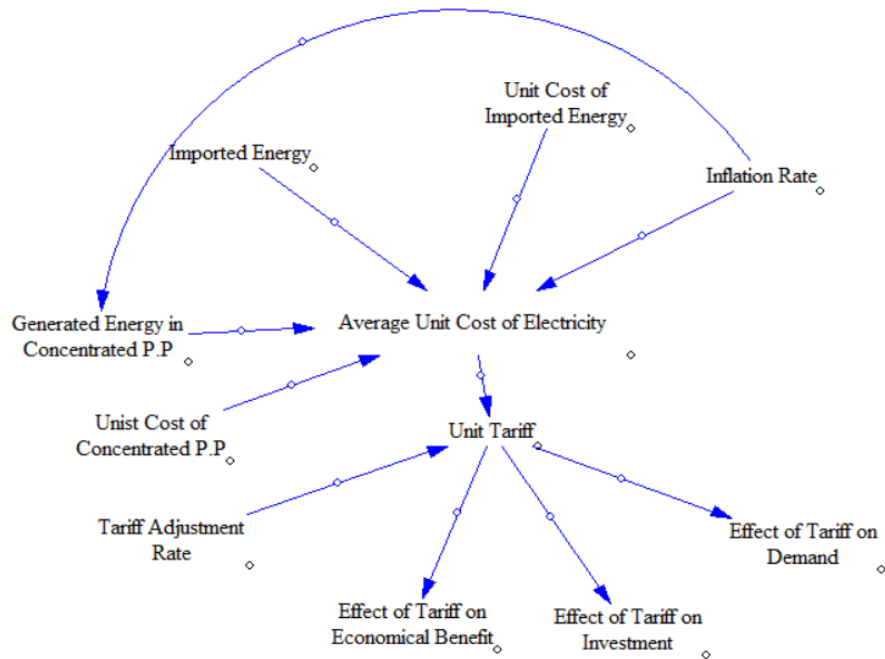 Unit Cost of
Imported Energy
Imported Energy
Inflation Rate
Generated Energy in
Concentrated P.P
Average Unit Cost of Electricity
Unist Cost of
Concentrated P.P
Unit Tariff
Tariff Adjustment
Rate
Effect of Tariff on
Demand
Effect of Tariff on
Economical Benefit
Effect of Tariff on
Investment